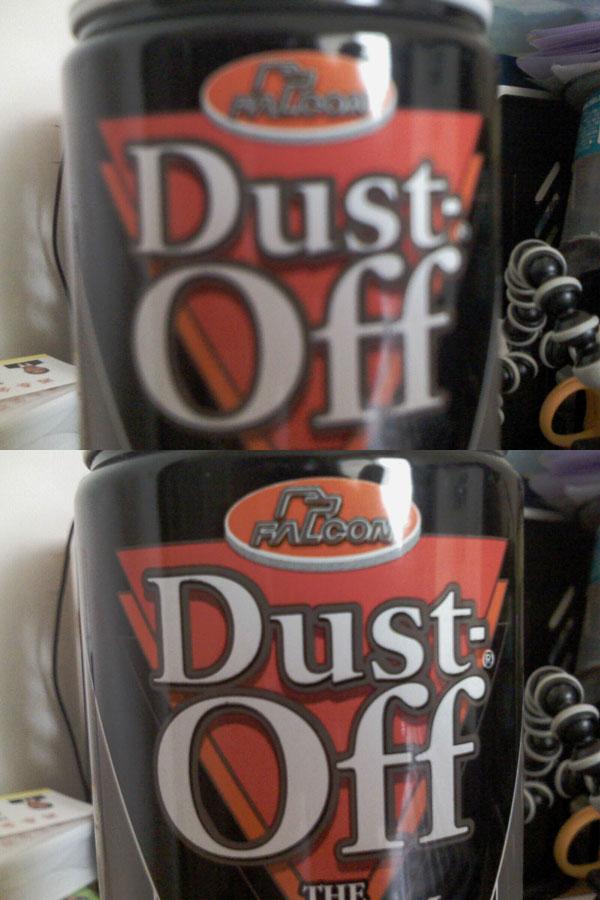 FALCON
Dust-
Off
FALCON
Dust-®
Off
THE